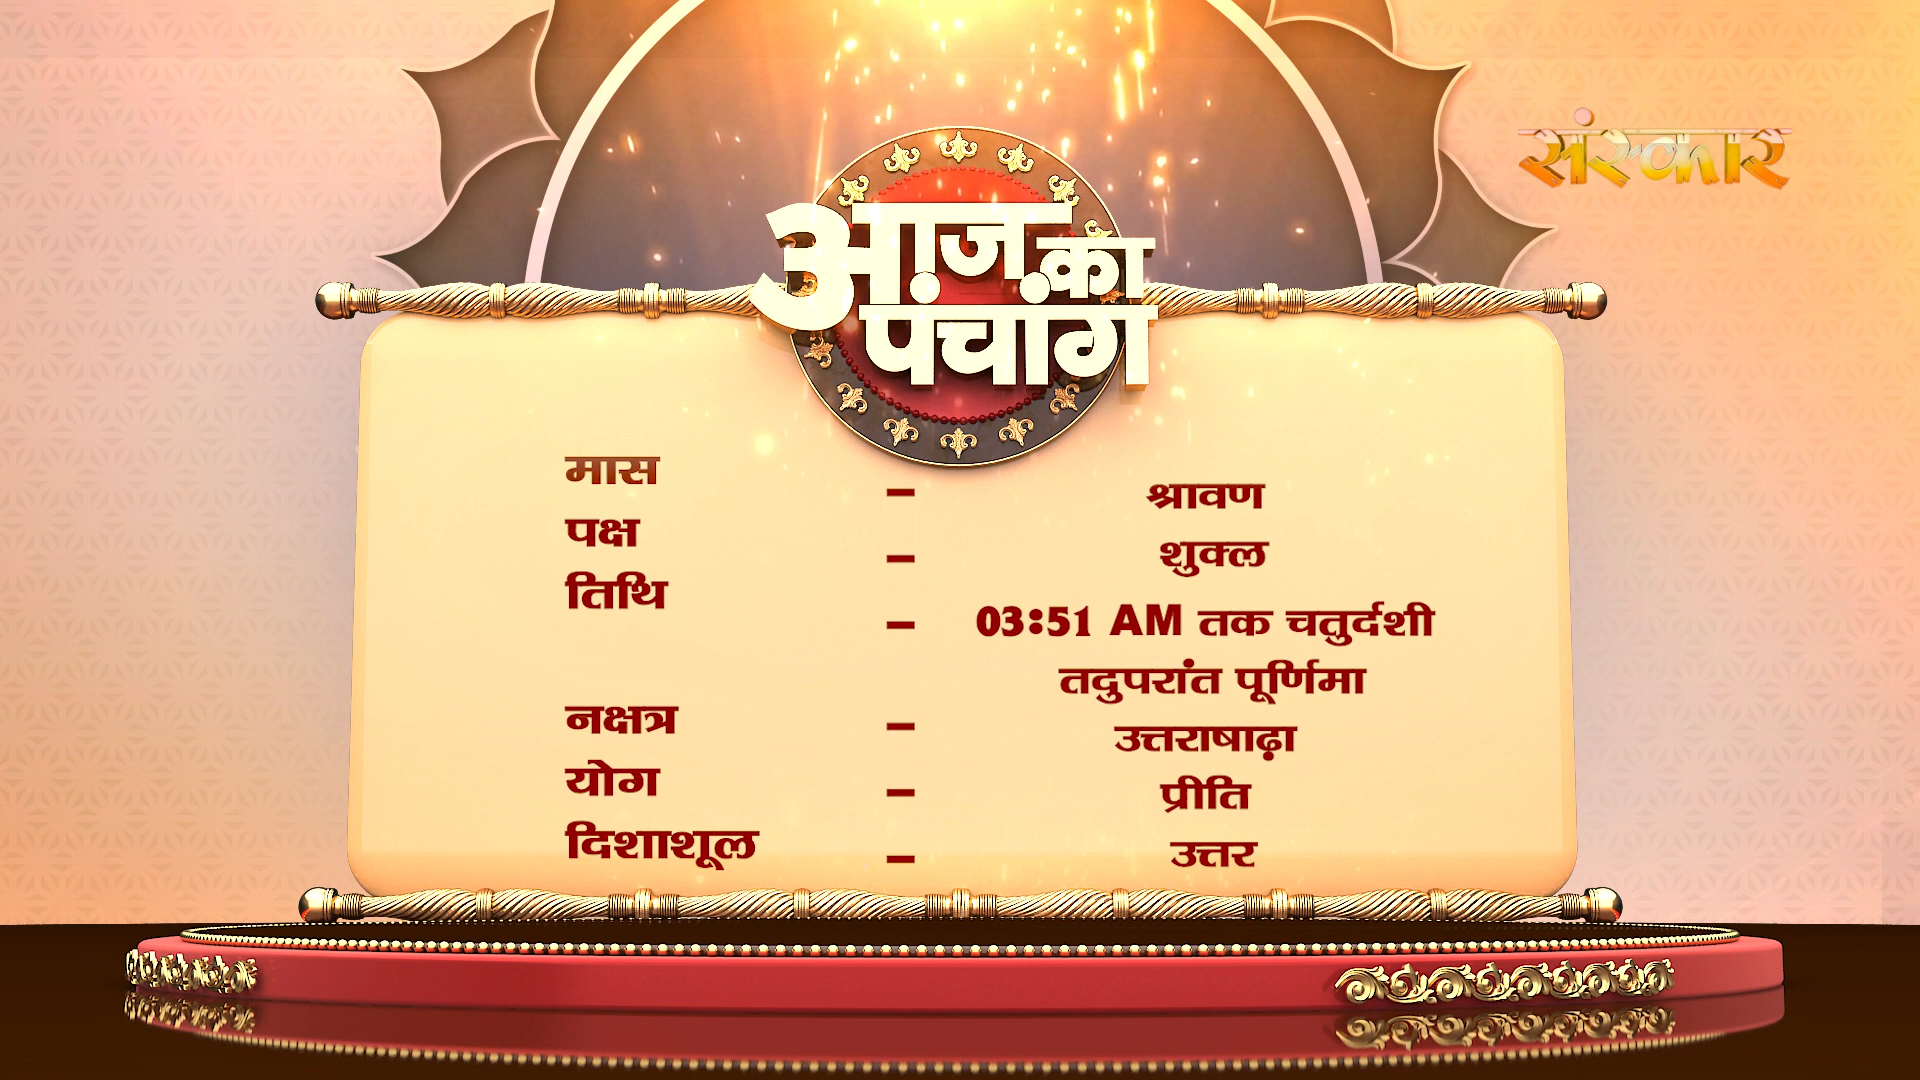 संस्कार
आज का
पंचांग
मास – श्रावण
पक्ष – शुक्ल
तिथि – 03:51 AM तक चतुर्दशी
तदुपरांत पूर्णिमा
नक्षत्र – उत्तराषाढ़ा
योग – प्रीति
दिशाशूल – उत्तर